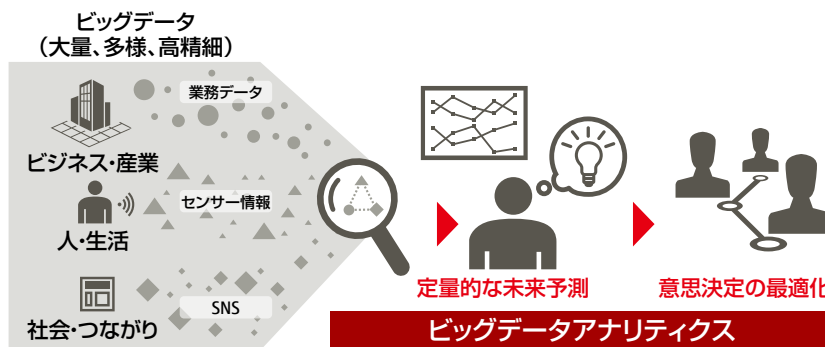 ビッグデータ
（大量、多様、高精細）
業務データ
ビジネス・産業
センサー情報
人・生活
SNS
社会・つながり
定量的な未来予測
意思決定の最適化
ビッグデータアナリティクス